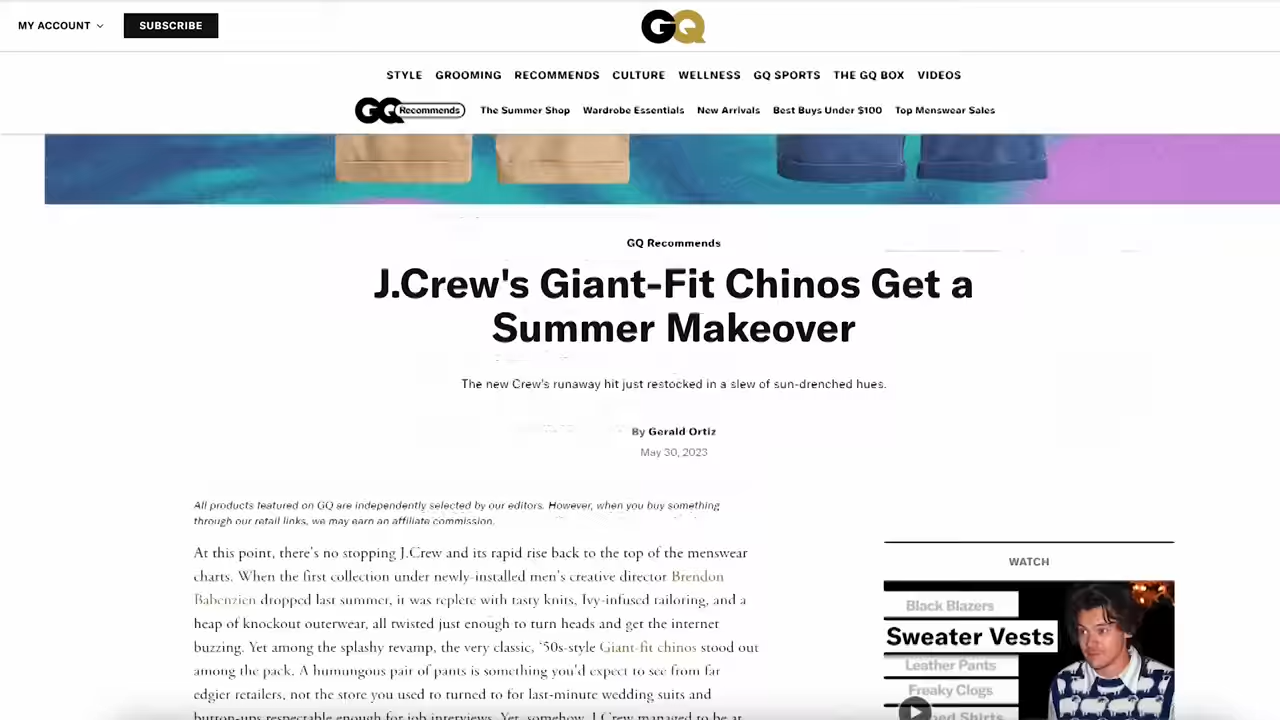 MY ACCOUNT
SUBSCRIBE
GQ
STYLE GROOMING RECOMMENDS CULTURE WELLNESS GQ SPORTS THE GQ BOX VIDEOS
GQ Recommends The Summer Shop Wardrobe Essentials New Arrivals Best Buys Under $100 Top Menswear Sales
GQ Recommends
J.Crew's Giant-Fit Chinos Get a
Summer Makeover
The new Crew's runaway hit just restocked in a slew of sun-drenched hues.
By Gerald Ortiz
May 30, 2023
All products featured on GQ are independently selected by our editors. However, when you buy something
through our retail links, we may earn an affiliate commission.
At this point, there's no stopping J.Crew and its rapid rise back to the top of the menswear
charts. When the first collection under newly-installed men's creative director Brendon
Babenzien dropped last summer, it was replete with tasty knits, Ivy-infused tailoring, and a
heap of knockout outerwear, all twisted just enough to turn heads and get the internet
buzzing. Yet among the splashy revamp, the very classic, '50s-style Giant-fit chinos stood out
among the pack. A humungous pair of pants is something you'd expect to see from far
edgier retailers, not the store you used to turned to for last-minute wedding suits and
button-ups respectable enough for job interviews. Yet, somehow, J.Crew managed to be at
WATCH
Black Blazers
Sweater Vests
Leather Pants
Freaky Clogs
Shirts